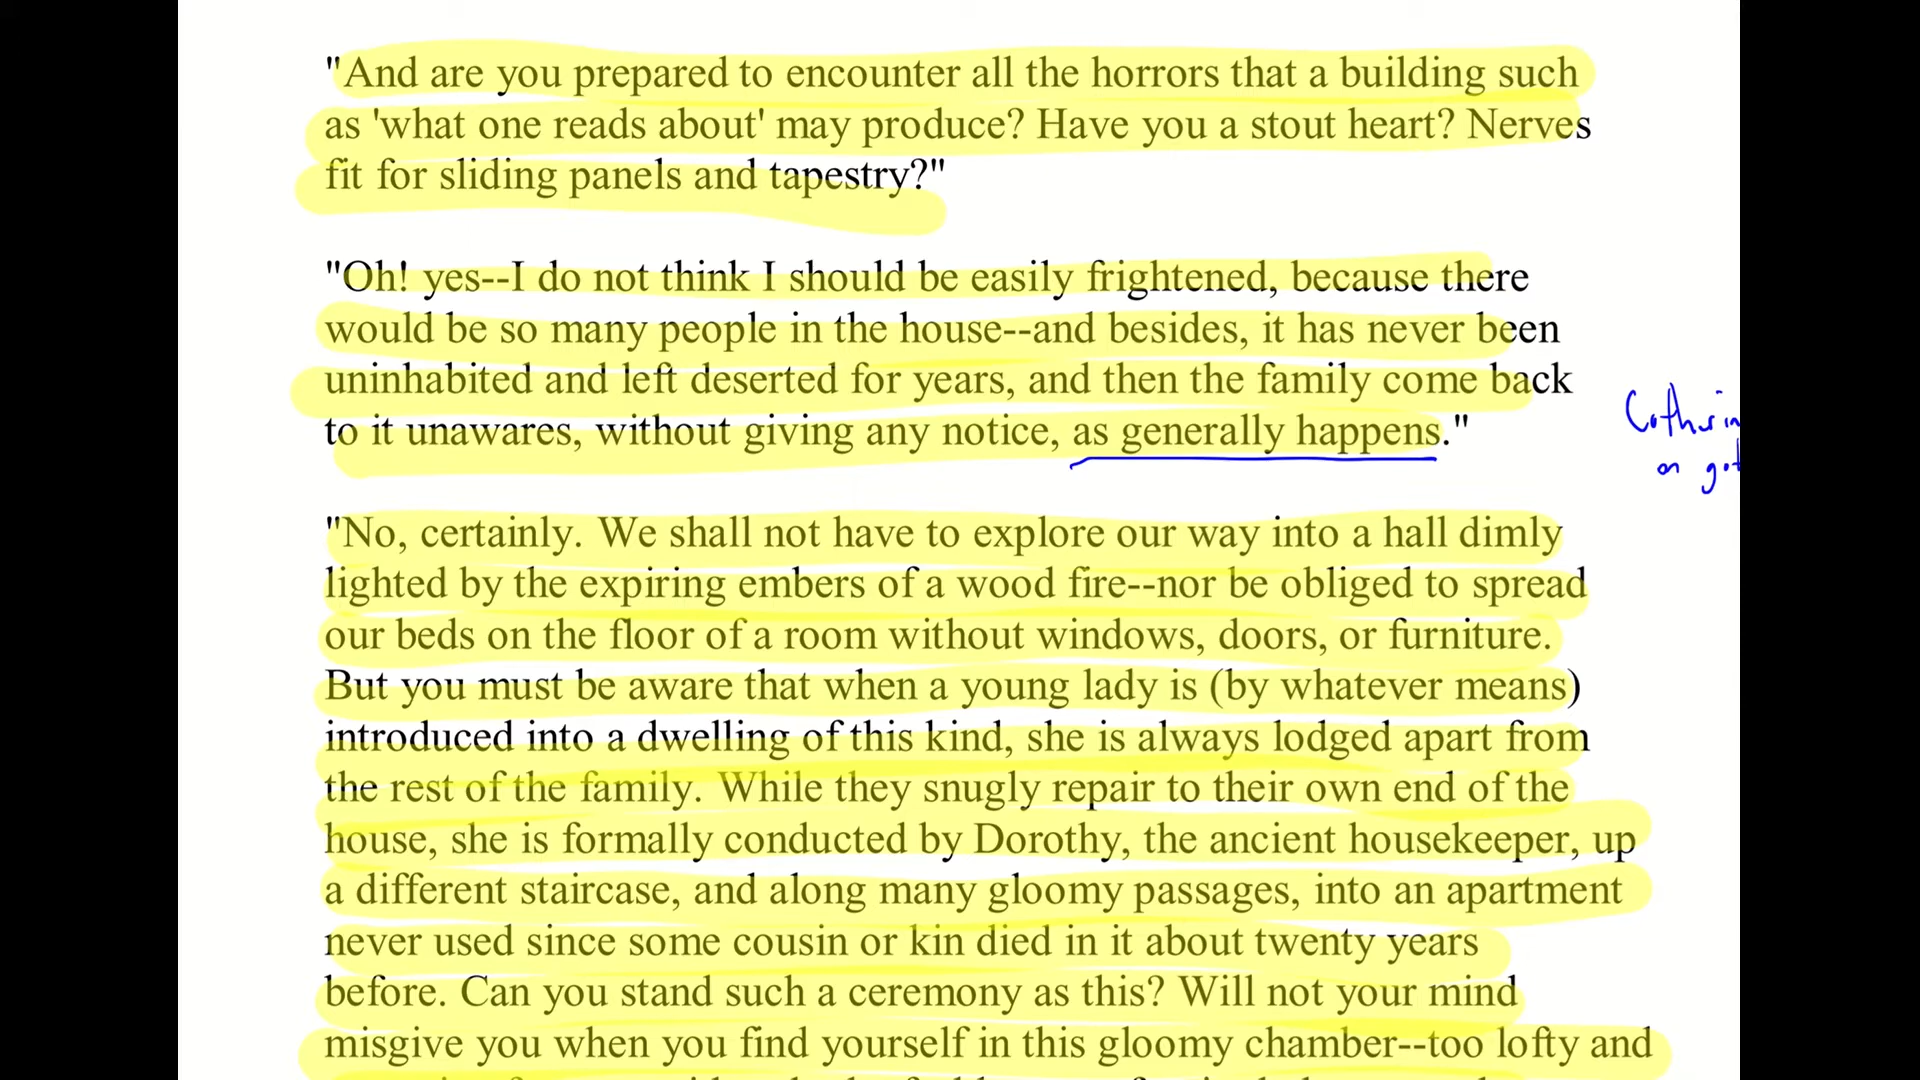 "And are you prepared to encounter all the horrors that a building such
as 'what one reads about' may produce? Have you a stout heart? Nerves
fit for sliding panels and tapestry?"
"Oh! yes--I do not think I should be easily frightened, because there
would be so many people in the house--and besides, it has never been
uninhabited and left deserted for years, and then the family come back
to it unawares, without giving any notice, as generally happens."
Catherin
on got
"No, certainly. We shall not have to explore our way into a hall dimly
lighted by the expiring embers of a wood fire--nor be obliged to spread
our beds on the floor of a room without windows, doors, or furniture.
But you must be aware that when a young lady is (by whatever means)
introduced into a dwelling of this kind, she is always lodged apart from
the rest of the family. While they snugly repair to their own end of the
house, she is formally conducted by Dorothy, the ancient housekeeper, up
a different staircase, and along many gloomy passages, into an apartment
never used since some cousin or kin died in it about twenty years
before. Can you stand such a ceremony as this? Will not your mind
misgive you when you find yourself in this gloomy chamber--too lofty and